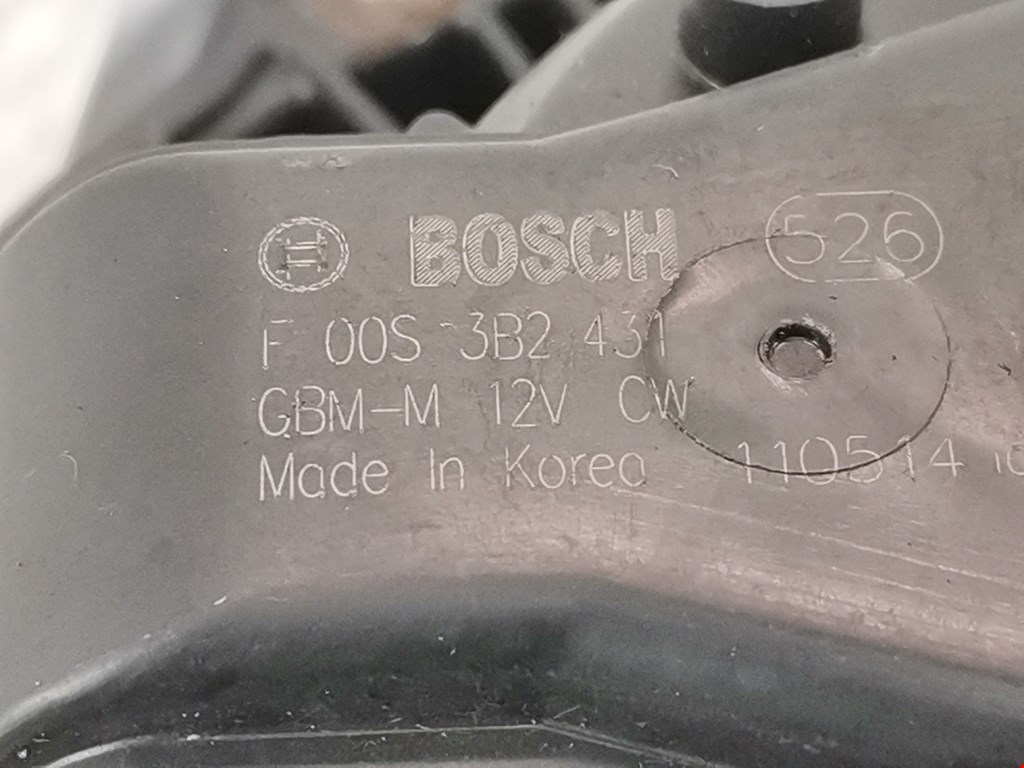 BOSCH 526
F 00S 3B2 431
GBM-M 12V CW
Made In Korea 110514